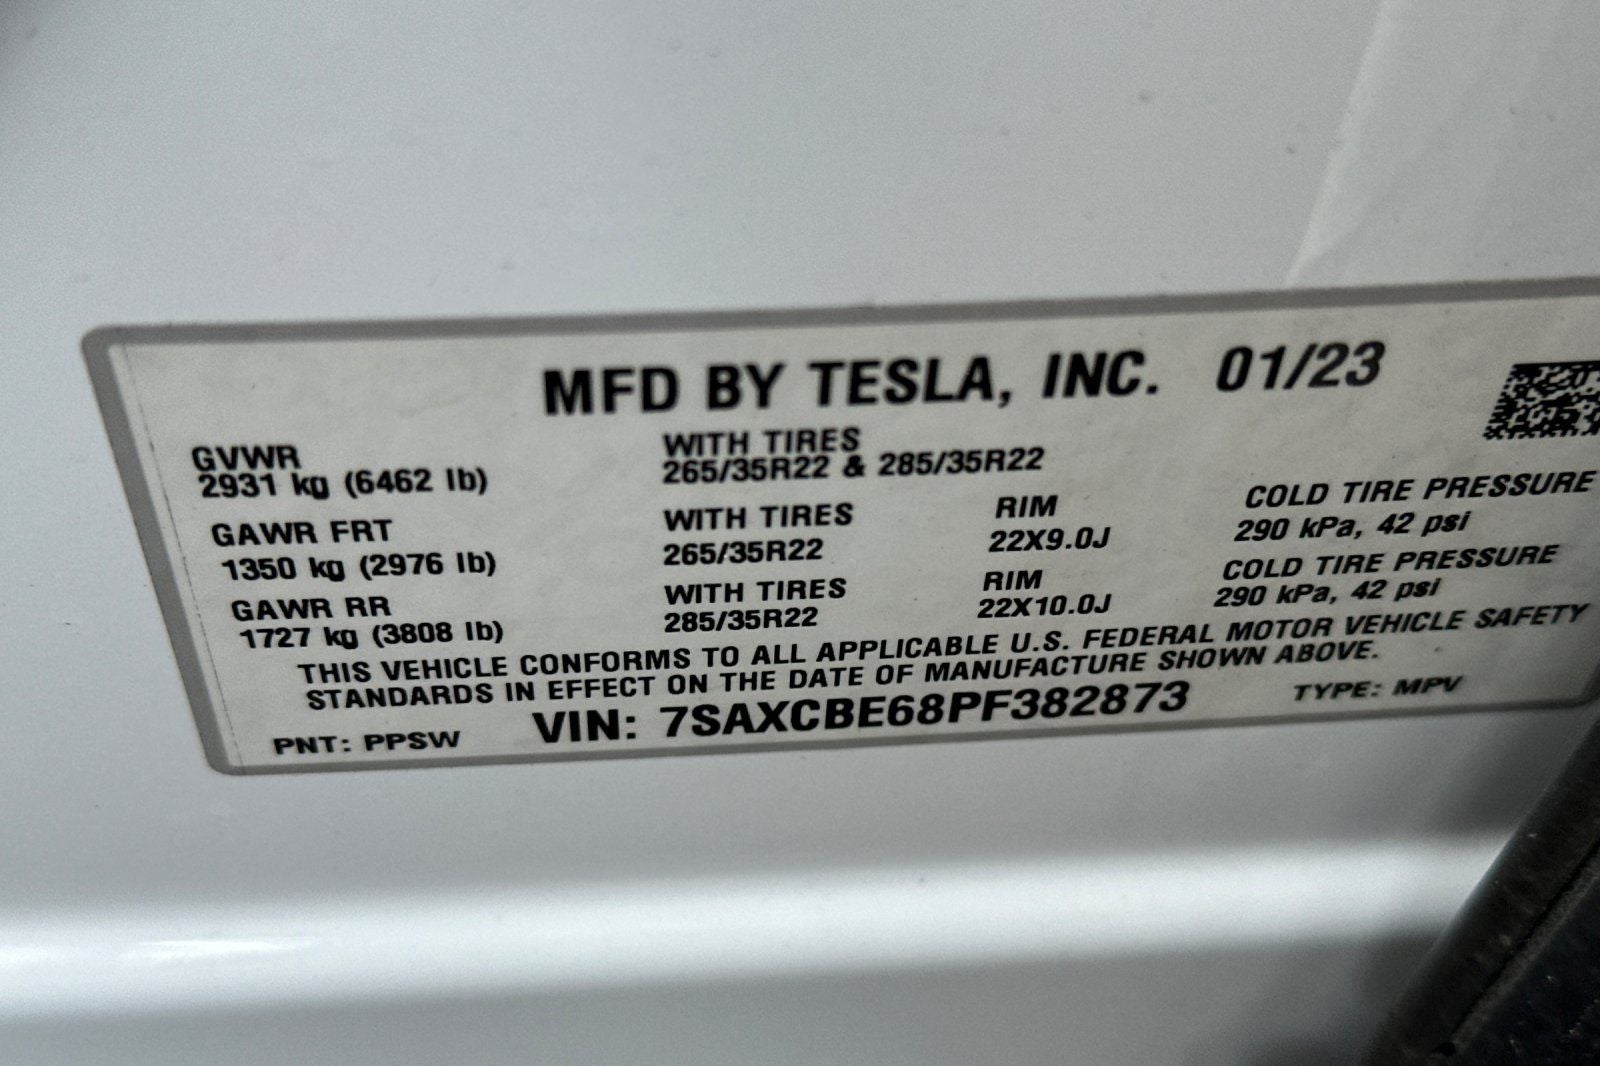 MFD BY TESLA, INC. 01/23
GVWR WITH TIRES
2931 kg (6462 lb) 265/35R22 & 285/35R22
GAWR FRT WITH TIRES RIM COLD TIRE PRESSURE
1350 kg (2976 lb) 265/35R22 22X9.0J 290 kPa, 42 psi
GAWR RR WITH TIRES RIM COLD TIRE PRESSURE
1727 kg (3808 lb) 285/35R22 22X10.0J 290 kPa, 42 psi
THIS VEHICLE CONFORMS TO ALL APPLICABLE U.S. FEDERAL MOTOR VEHICLE SAFETY
STANDARDS IN EFFECT ON THE DATE OF MANUFACTURE SHOWN ABOVE.
PNT: PPSW VIN: 7SAXCBE68PF382873 TYPE: MPV